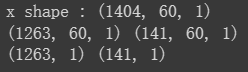 x shape : (1404, 60, 1)
(1263, 60, 1) (141, 60, 1)
(1263, 1) (141, 1)